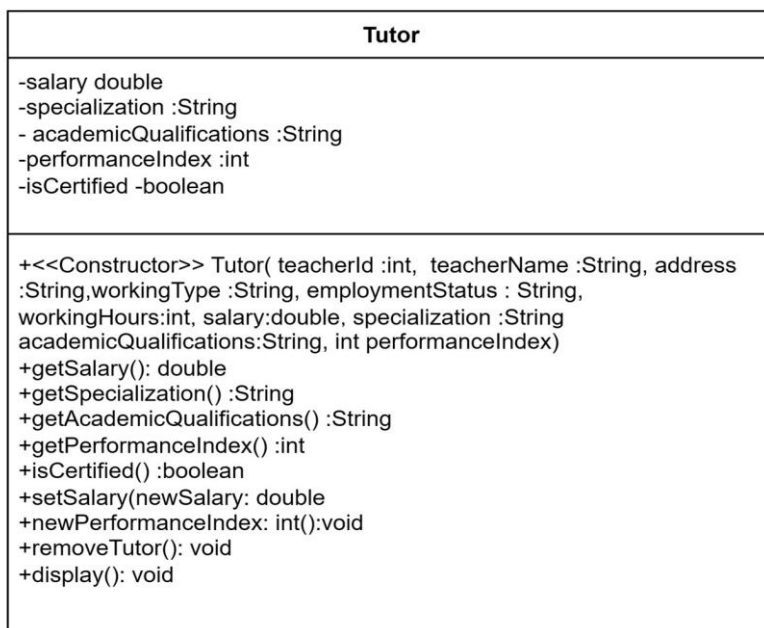 Tutor
-salary double
-specialization :String
- academicQualifications :String
-performanceIndex :int
-isCertified -boolean
+<<Constructor>> Tutor( teacherId :int, teacherName :String, address
:String,workingType :String, employmentStatus : String,
workingHours:int, salary:double, specialization :String
academicQualifications:String, int performanceIndex)
+getSalary(): double
+getSpecialization() :String
+getAcademicQualifications() :String
+getPerformanceIndex() :int
+isCertified() :boolean
+setSalary(newSalary: double
+newPerformanceIndex: int():void
+removeTutor(): void
+display(): void